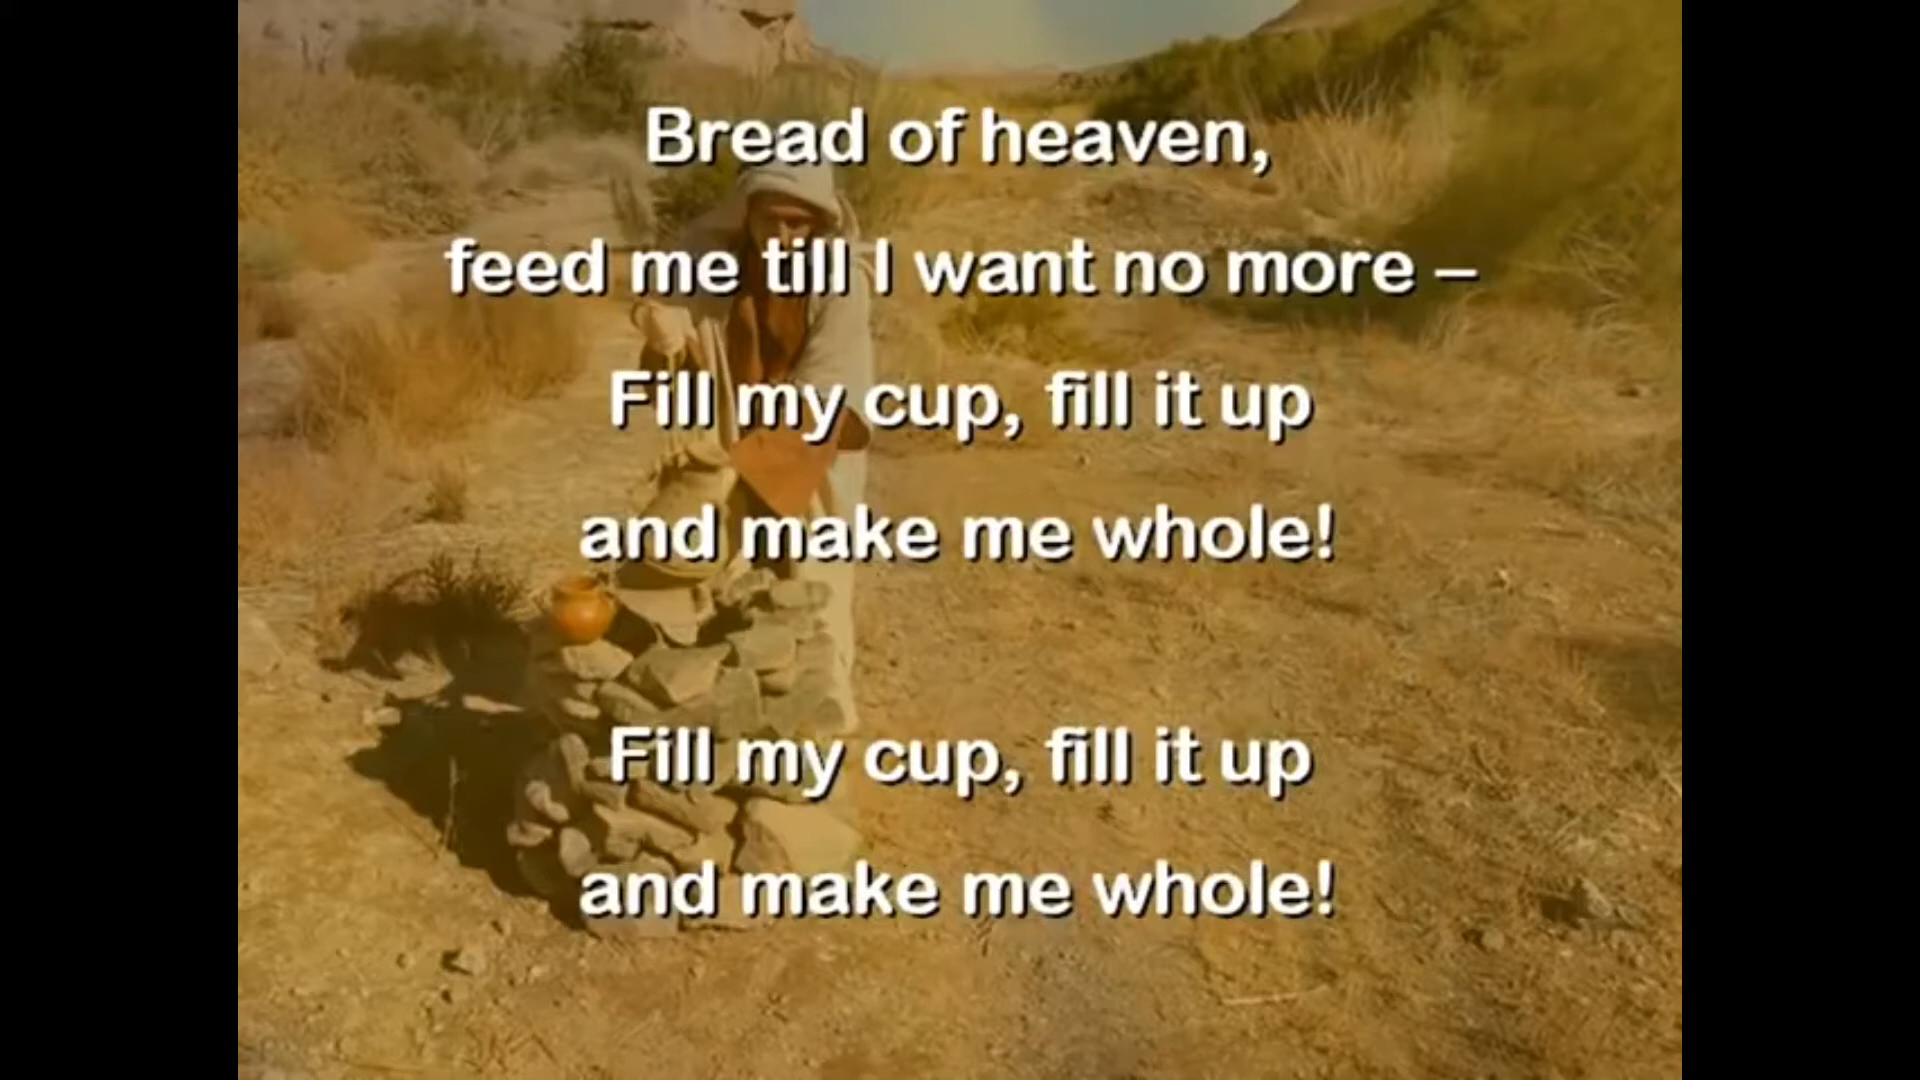 Bread of heaven,
feed me till I want no more –
Fill my cup, fill it up
and make me whole!
Fill my cup, fill it up
and make me whole!